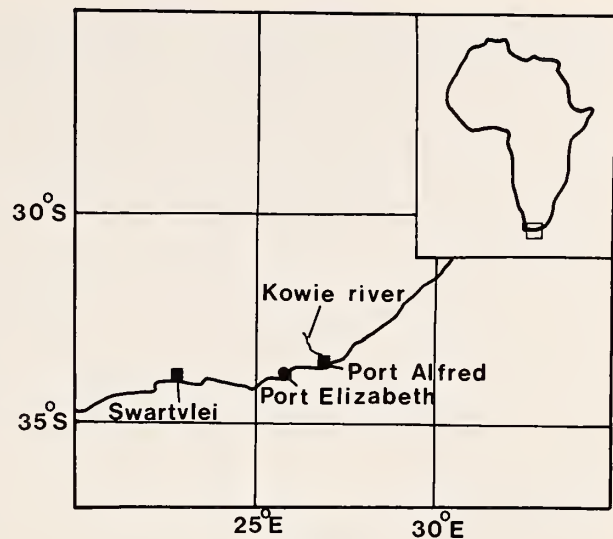 30°S
Kowie river
Port Alfred
Port Elizabeth
Swartvlei
35°S
25°E
30°E